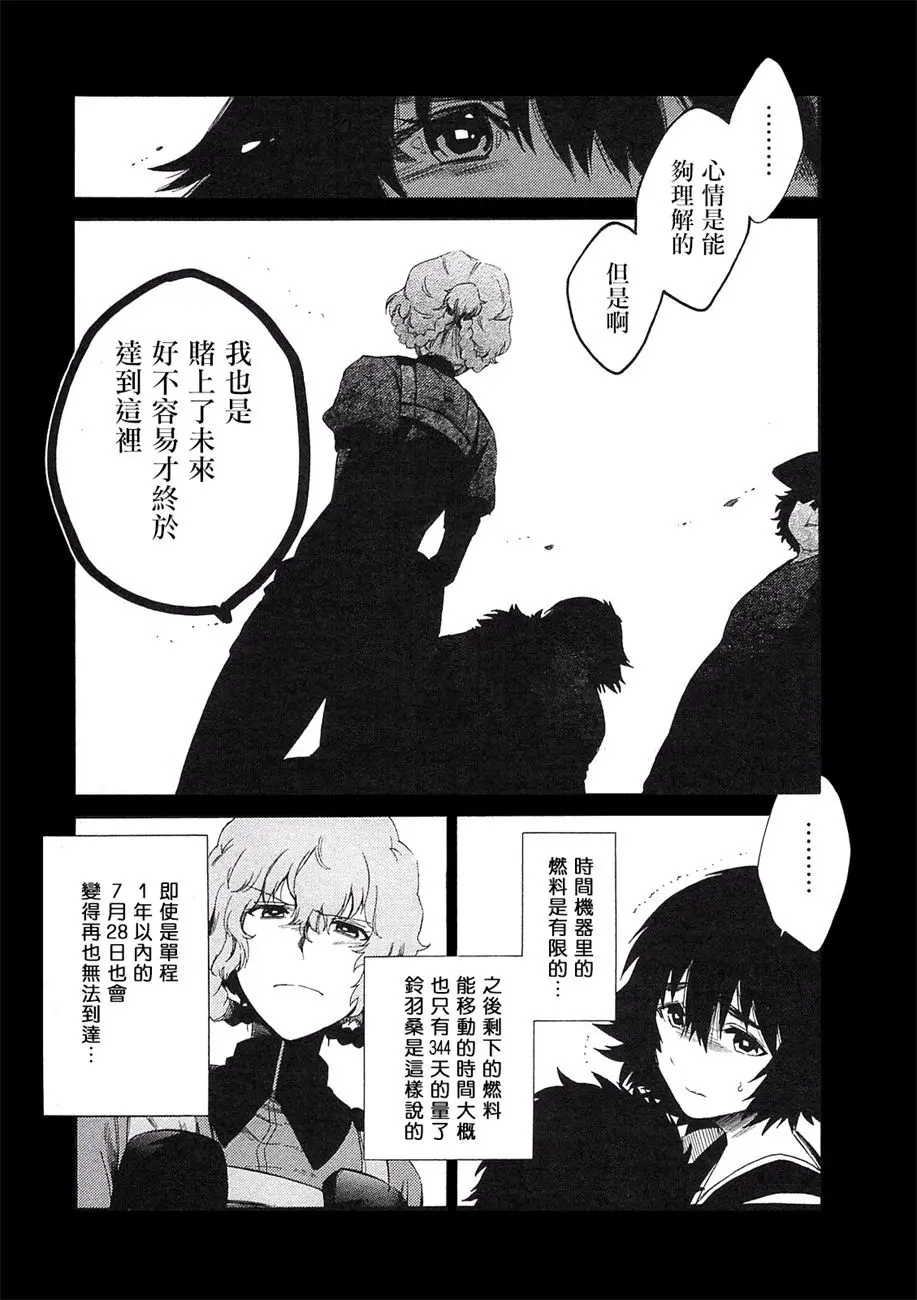 ………
心情是能
夠理解的
但是啊
我也是
賭上了未來
好不容易才終於
達到這裡
………
時間機器里的
燃料是有限的…
之後剩下的燃料
能移動的時間大概
也只有344天的量了
鈴羽桑是這樣說的
即使是單程
1年以內的
7月28日也會
變得再也無法到達…